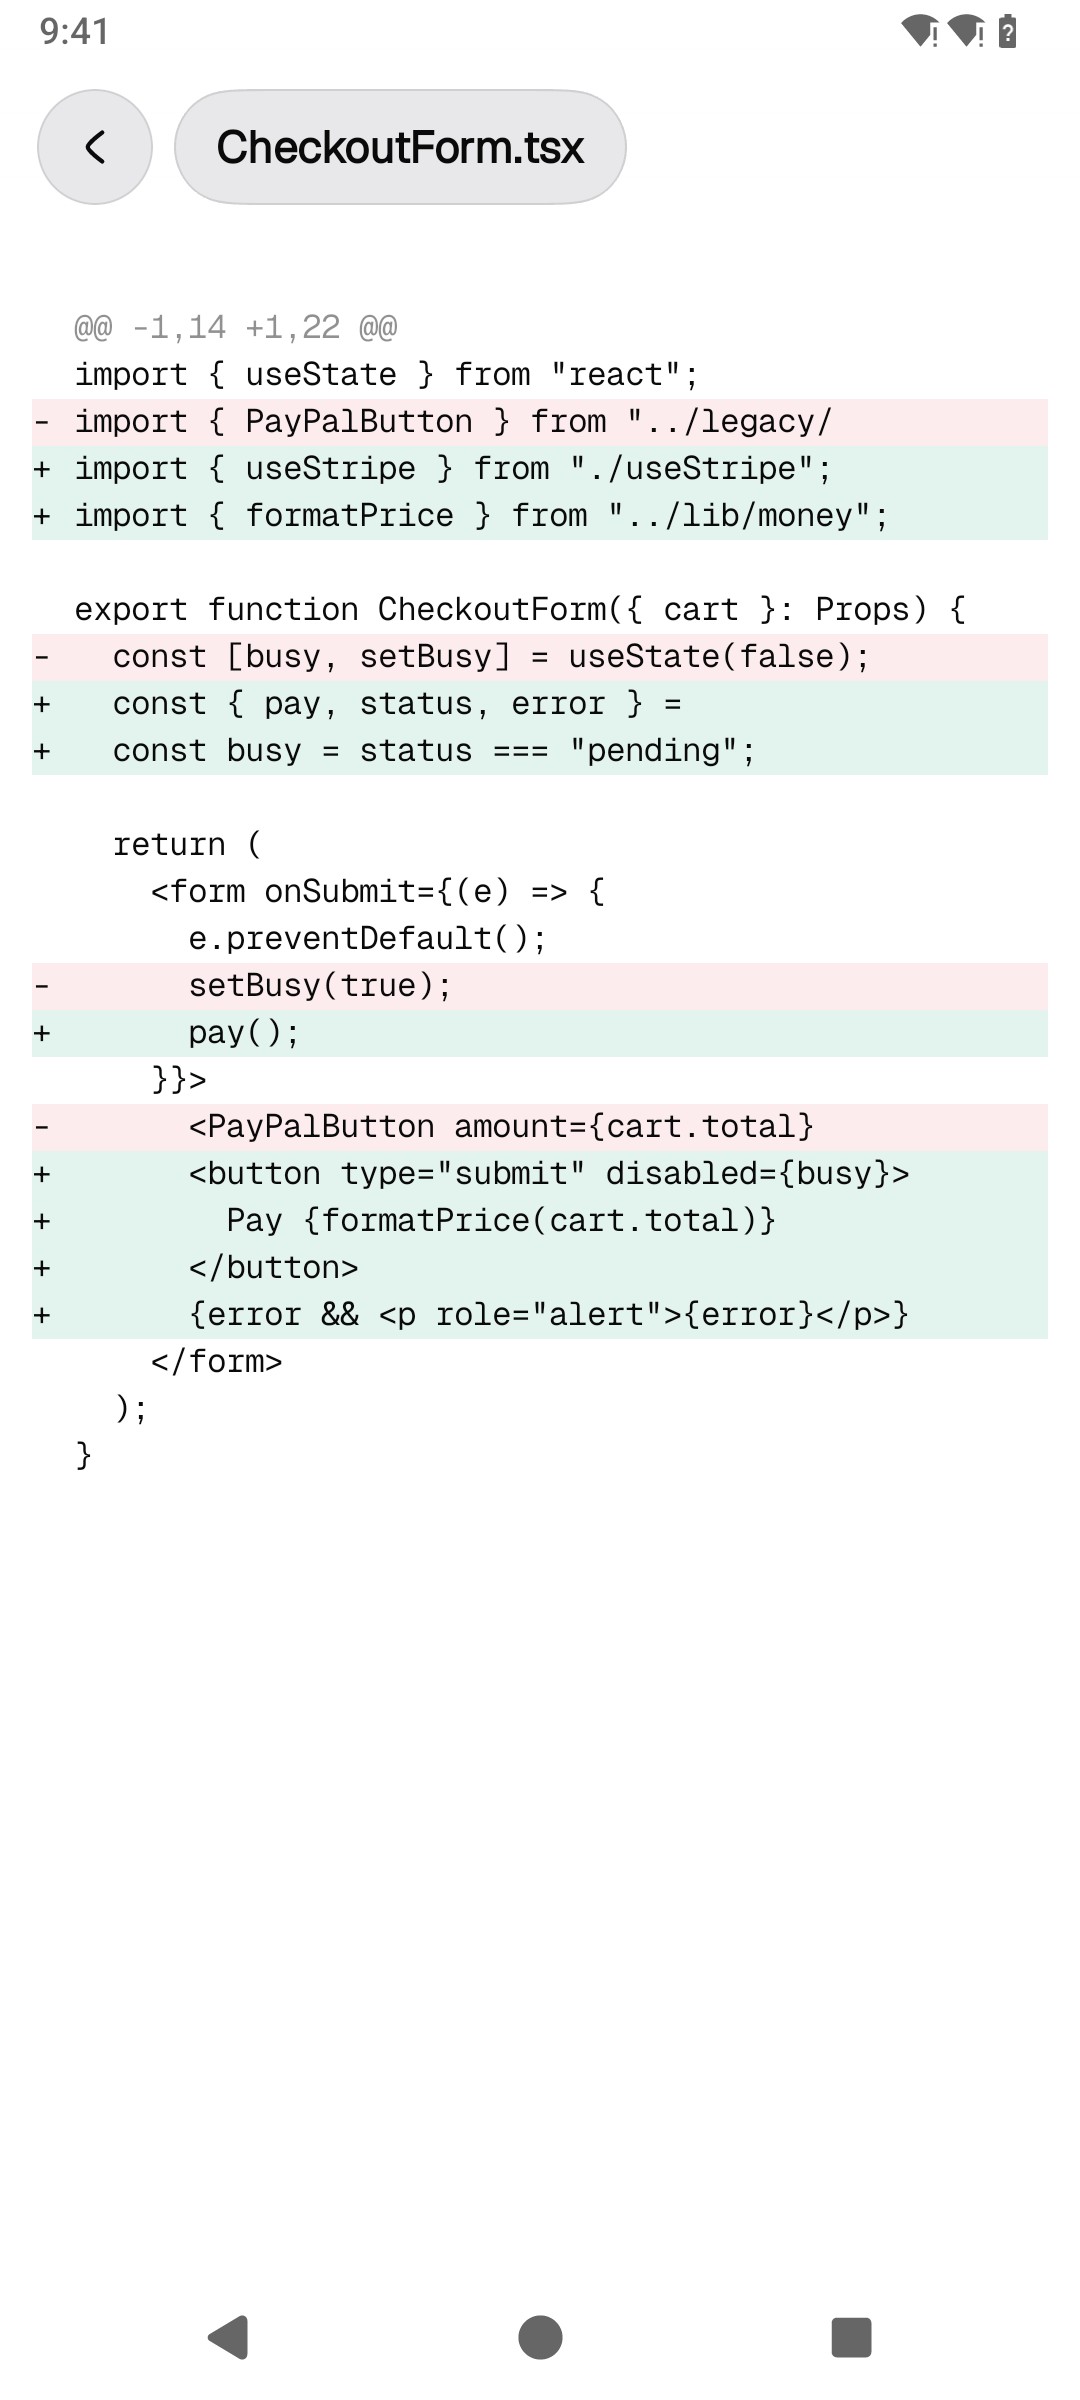 9:41
CheckoutForm.tsx
@@ -1,14 +1,22 @@
import { useState } from "react";
- import { PayPalButton } from "../legacy/
+ import { useStripe } from "./useStripe";
+ import { formatPrice } from "../lib/money";
export function CheckoutForm({ cart }: Props) {
-   const [busy, setBusy] = useState(false);
+   const { pay, status, error } =
+   const busy = status === "pending";
  return (
    <form onSubmit={(e) => {
      e.preventDefault();
-       setBusy(true);
+       pay();
    }}>
-       <PayPalButton amount={cart.total}
+       <button type="submit" disabled={busy}>
+         Pay {formatPrice(cart.total)}
+       </button>
+       {error && <p role="alert">{error}</p>}
    </form>
  );
}